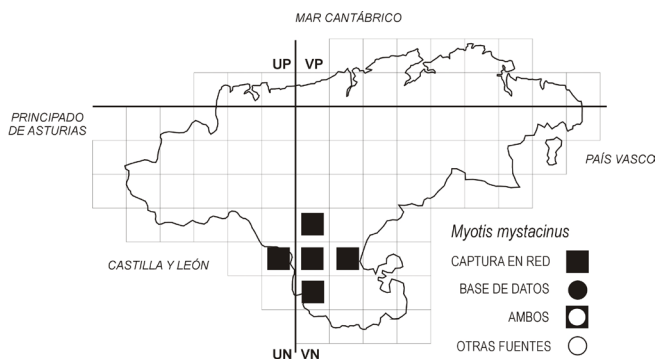 MAR CANTÁBRICO
UP VP
PRINCIPADO
DE ASTURIAS
PAÍS VASCO
CASTILLA Y LEÓN
Myotis mystacinus
CAPTURA EN RED
BASE DE DATOS
AMBOS
OTRAS FUENTES
UN VN